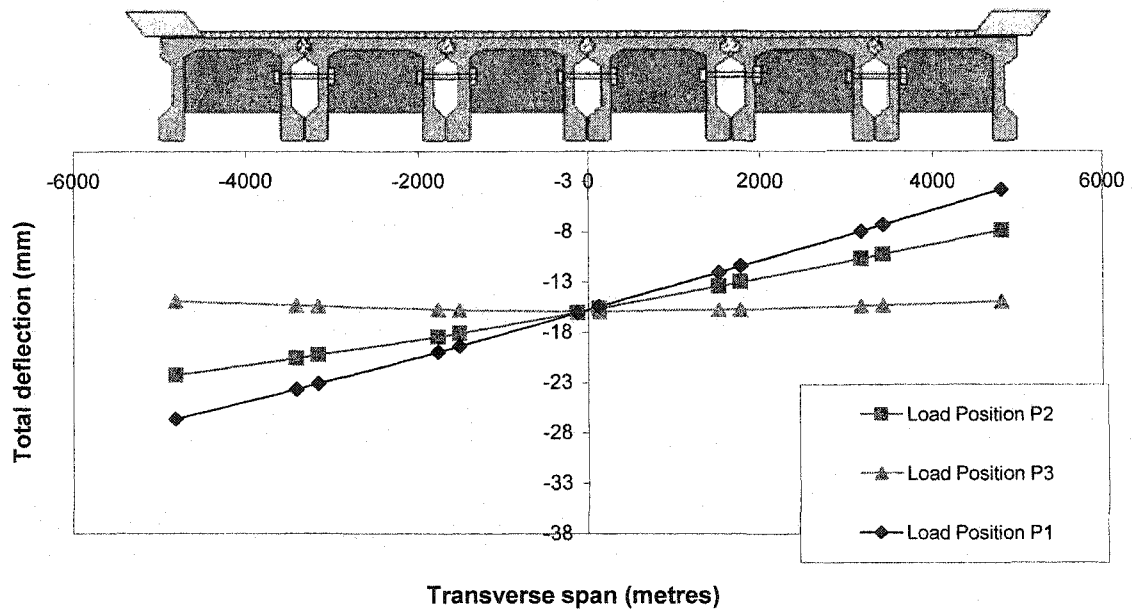 -6000 -4000 -2000 -3 0 2000 4000 6000
-8
-13
-18
-23
-28
-33
-38
Total deflection (mm)
Load Position P2
Load Position P3
Load Position P1
Transverse span (metres)